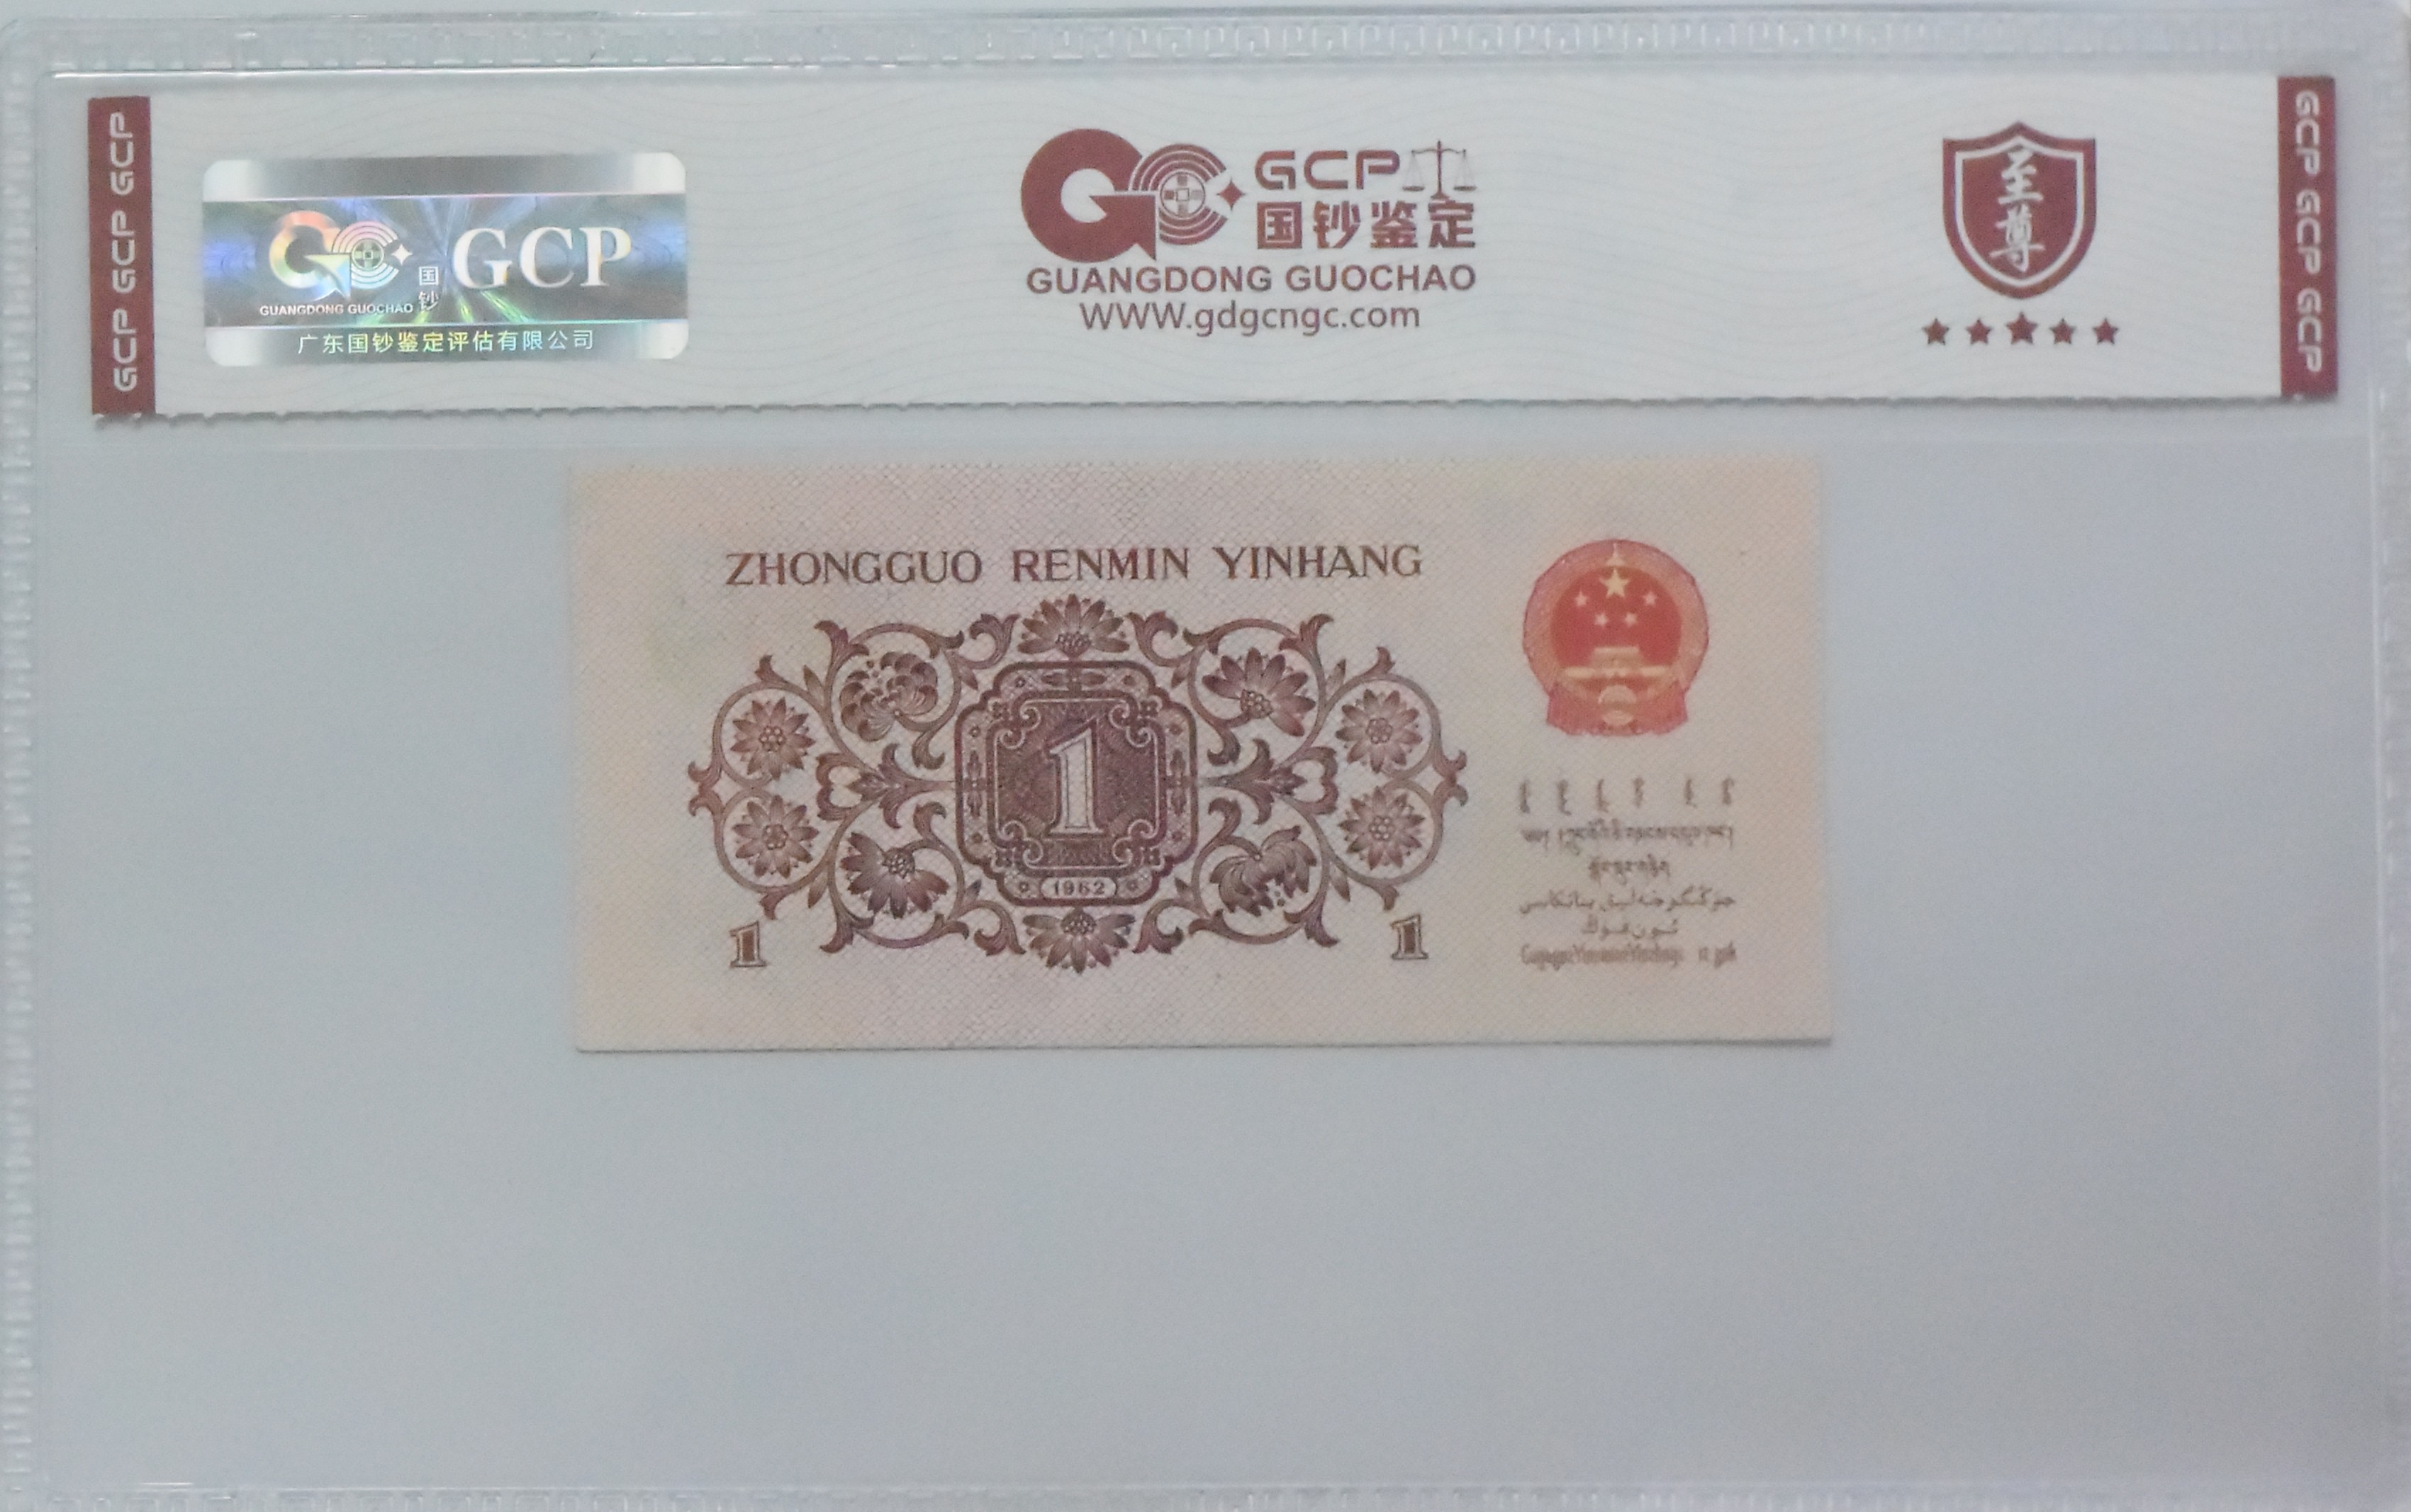 GCP GCP GCP
国钞
GCP
GUANGDONG GUOCHAO
广东国钞鉴定评估有限公司
GCP
国钞鉴定
GUANGDONG GUOCHAO
WWW.gdgcngc.com
至尊
GCP GCP GCP
ZHONGGUO RENMIN YINHANG
1
1962
1
1